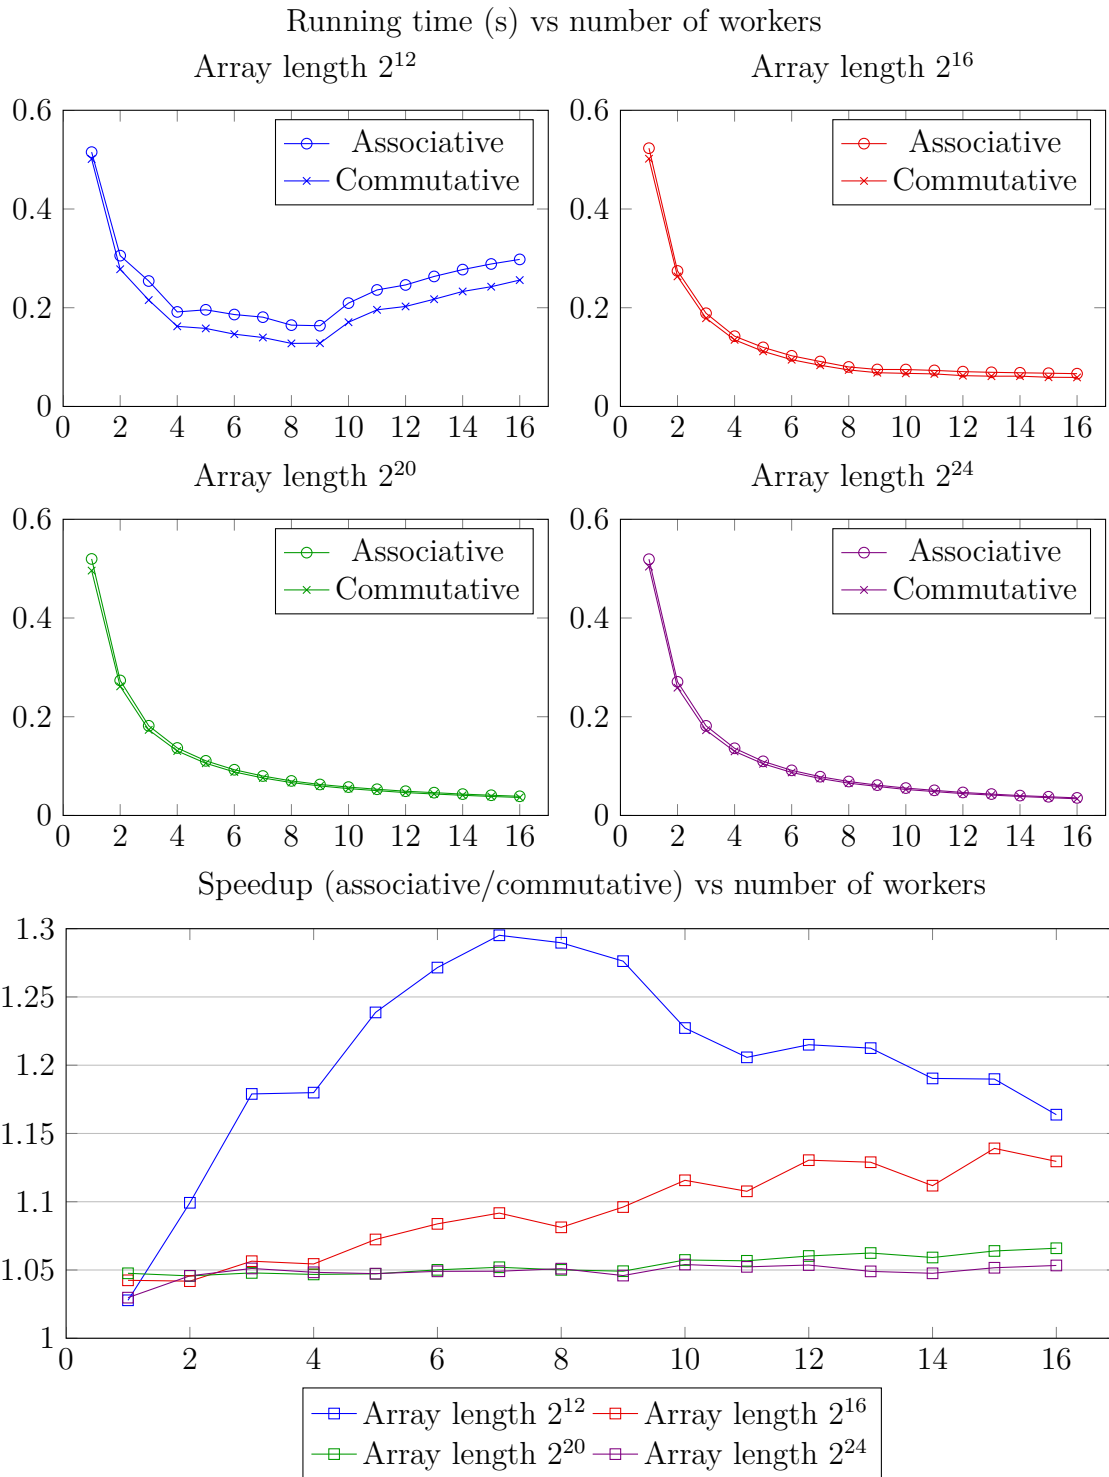 Running time (s) vs number of workers
Array length 2^12
Array length 2^16
0.6
0.4
0.2
0
0 2 4 6 8 10 12 14 16
Associative
Commutative
0.6
0.4
0.2
0
0 2 4 6 8 10 12 14 16
Associative
Commutative
Array length 2^20
Array length 2^24
0.6
0.4
0.2
0
0 2 4 6 8 10 12 14 16
Associative
Commutative
0.6
0.4
0.2
0
0 2 4 6 8 10 12 14 16
Associative
Commutative
Speedup (associative/commutative) vs number of workers
1.3
1.25
1.2
1.15
1.1
1.05
1
0 2 4 6 8 10 12 14 16
Array length 2^12 Array length 2^16
Array length 2^20 Array length 2^24